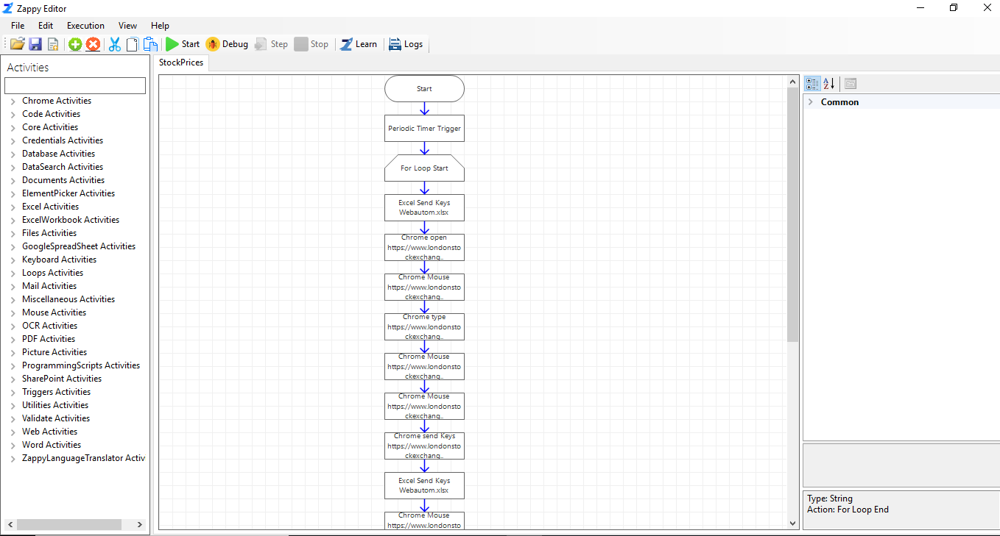 Zappy Editor
File Edit Execution View Help
Start Debug Step Stop Learn Logs
Activities
Chrome Activities
Code Activities
Core Activities
Credentials Activities
Database Activities
DataSearch Activities
Documents Activities
ElementPicker Activities
Excel Activities
ExcelWorkbook Activities
Files Activities
GoogleSpreadSheet Activities
Keyboard Activities
Loops Activities
Mail Activities
Miscellaneous Activities
Mouse Activities
OCR Activities
PDF Activities
Picture Activities
ProgrammingScripts Activities
SharePoint Activities
Triggers Activities
Utilities Activities
Validate Activities
Web Activities
Word Activities
ZappyLanguageTranslator Activ
StockPrices
Start
Periodic Timer Trigger
For Loop Start
Excel Send Keys
Webautom.xlsx
Chrome open
https://www.londonsto
ckexchang...
Chrome Mouse
https://www.londonsto
ckexchang...
Chrome type
https://www.londonsto
ckexchang...
Chrome Mouse
https://www.londonsto
ckexchang...
Chrome Mouse
https://www.londonsto
ckexchang...
Chrome send Keys
https://www.londonsto
ckexchang...
Excel Send Keys
Webautom.xlsx
Chrome Mouse
https://www.londonsto
A
Z
Common
Type: String
Action: For Loop End